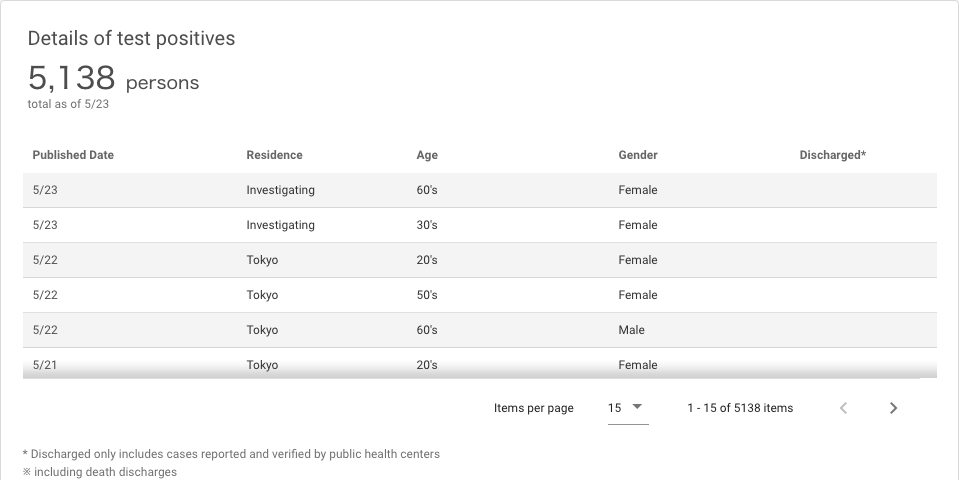 Details of test positives
5,138 persons
total as of 5/23
Published Date Residence Age Gender Discharged*
5/23 Investigating 60's Female
5/23 Investigating 30's Female
5/22 Tokyo 20's Female
5/22 Tokyo 50's Female
5/22 Tokyo 60's Male
5/21 Tokyo 20's Female
Items per page 15 1 - 15 of 5138 items
* Discharged only includes cases reported and verified by public health centers
※ including death discharges